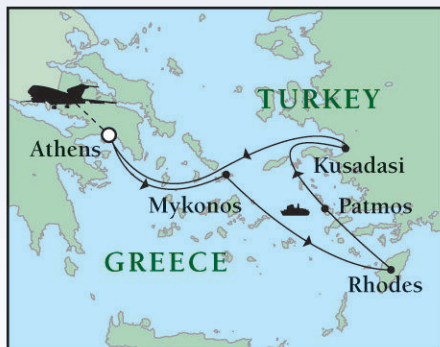 TURKEY
Athens
Kusadasi
Mykonos
Patmos
GREECE
Rhodes